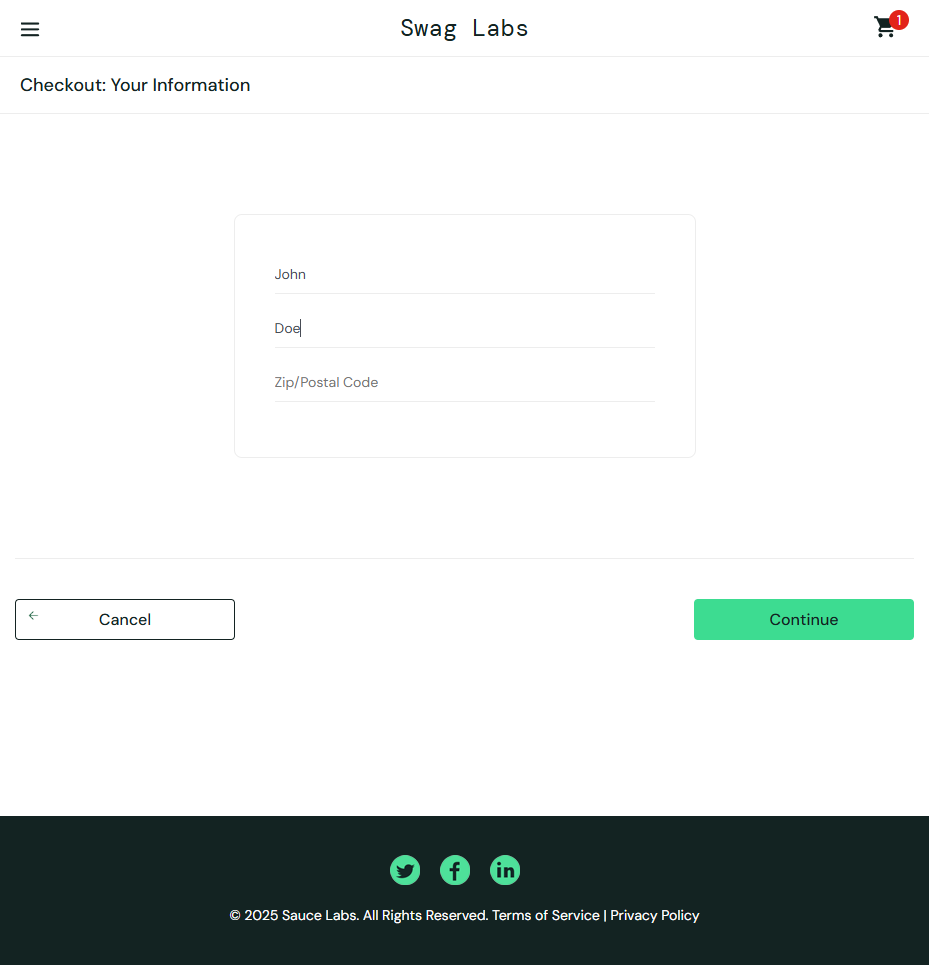 Swag Labs
1
Checkout: Your Information
John
Doe
Zip/Postal Code
Cancel
Continue
© 2025 Sauce Labs. All Rights Reserved. Terms of Service | Privacy Policy